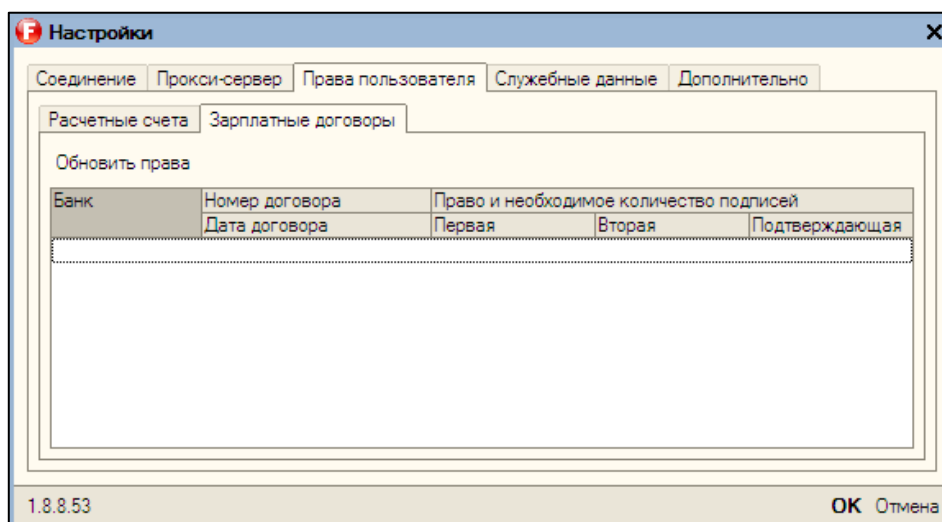 F Настройки
Соединение Прокси-сервер Права пользователя Служебные данные Дополнительно
Расчетные счета Зарплатные договоры
Обновить права
Банк Номер договора Право и необходимое количество подписей
Дата договора Первая Вторая Подтверждающая
1.8.8.53 OK Отмена